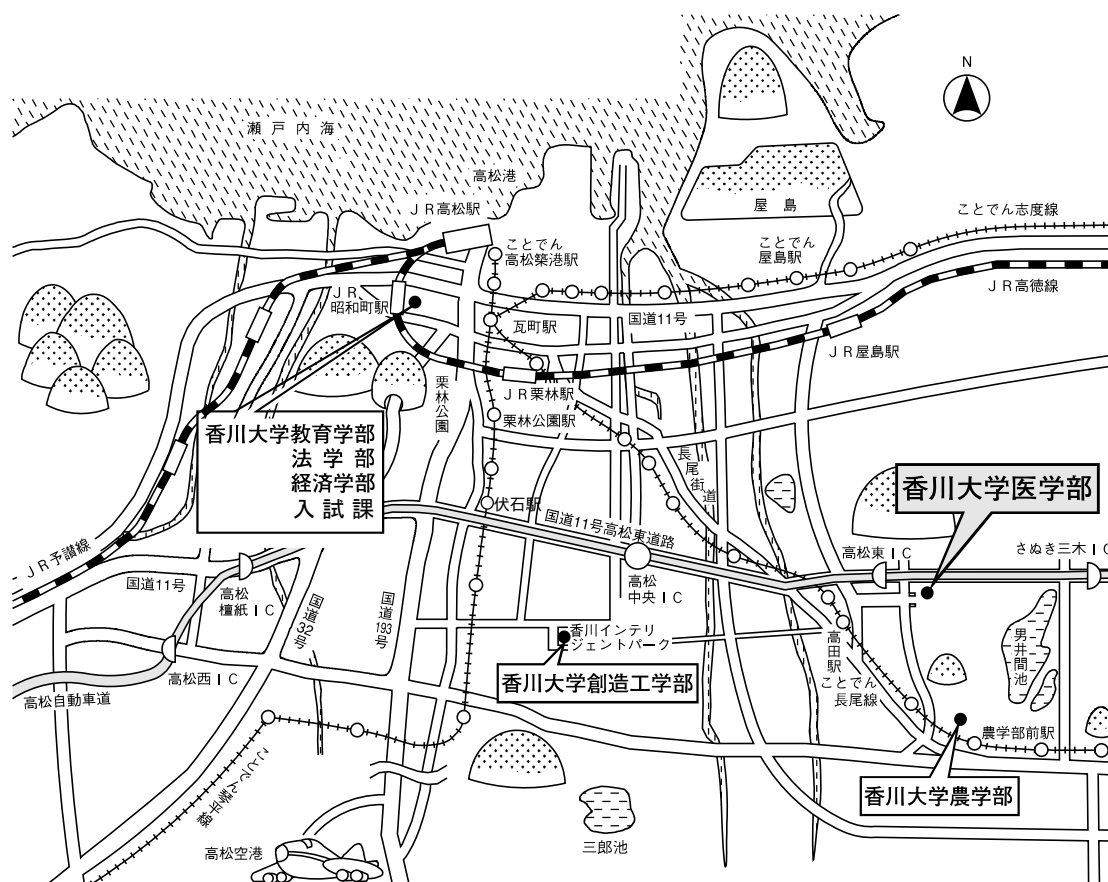 N
瀬戸内海
高松港
JR高松駅
屋島
ことでん志度線
ことでん
高松築港駅
ことでん
屋島駅
JR高徳線
JR
昭和町駅
瓦町駅
国道11号
JR屋島駅
栗林公園
JR栗林駅
栗林公園駅
香川大学教育学部
法学部
経済学部
入試課
長尾街道
香川大学医学部
伏石駅
国道11号高松東道路
JR予讃線
国道11号
高松
檀紙IC
高松
中央IC
高松東IC
さぬき三木IC
国道32号
国道193号
香川インテリ
ジェントパーク
高田駅
男井間池
高松西IC
高松自動車道
香川大学創造工学部
ことでん
長尾線
農学部前駅
ことでん琴平線
香川大学農学部
高松空港
三郎池